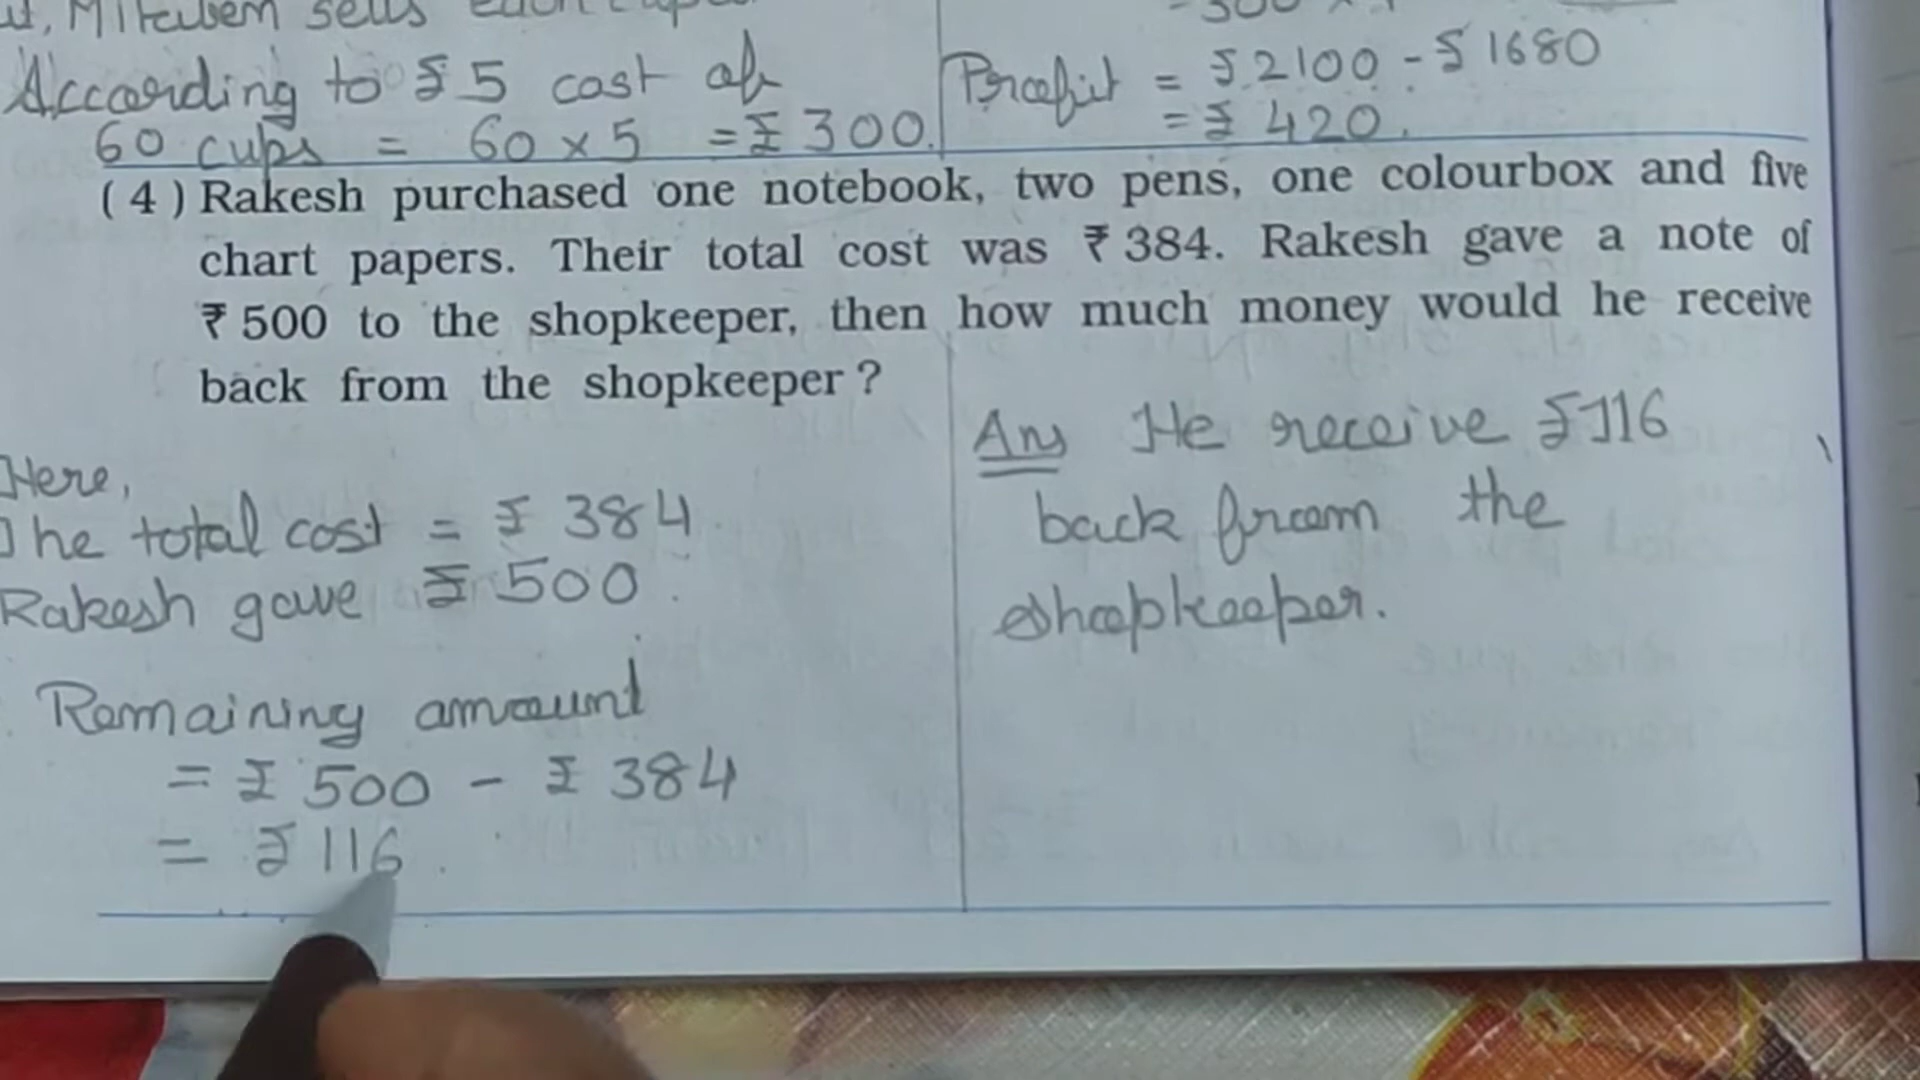 According to ₹ 5 cost of
60 cups = 60 x 5 = ₹ 300.
Profit = ₹ 2100 - ₹ 1680
= ₹ 420.
( 4 ) Rakesh purchased one notebook, two pens, one colourbox and five
chart papers. Their total cost was ₹ 384. Rakesh gave a note of
₹ 500 to the shopkeeper, then how much money would he receive
back from the shopkeeper ?
Here,
The total cost = ₹ 384
Rakesh gave ₹ 500.
Remaining amount
= ₹ 500 - ₹ 384
= ₹ 116.
Ans He receive ₹ 116
back from the
shopkeeper.